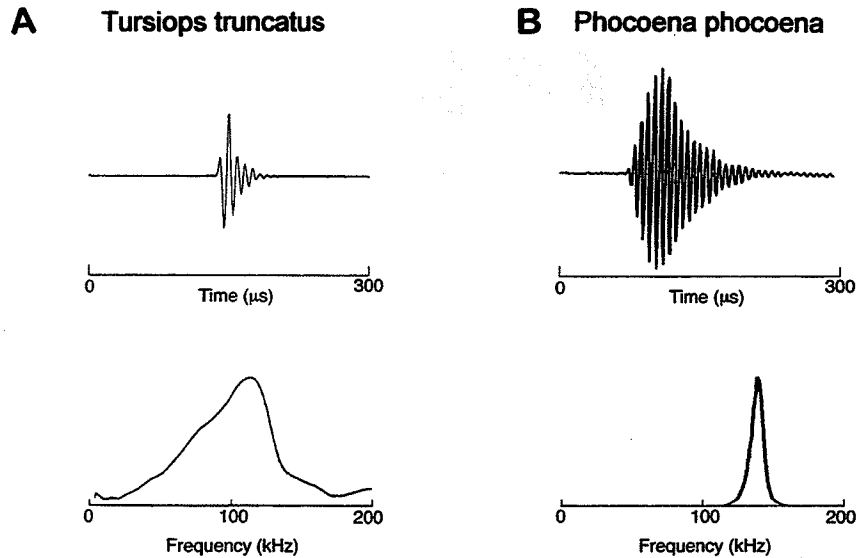 A Tursiops truncatus
B Phocoena phocoena
0 300
Time (µs)
0 300
Time (µs)
0 100 200
Frequency (kHz)
0 100 200
Frequency (kHz)